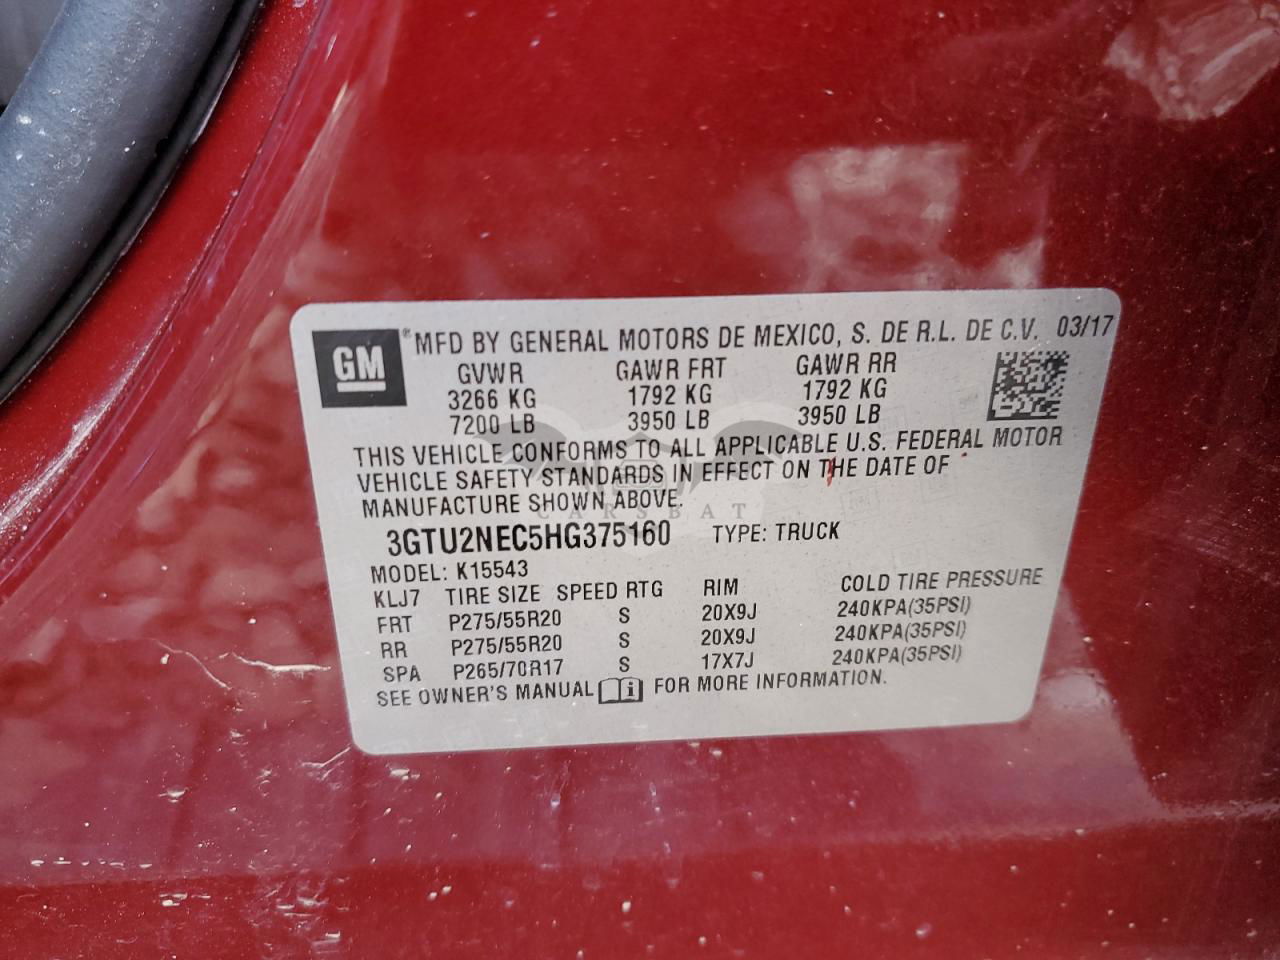 GM ® MFD BY GENERAL MOTORS DE MEXICO, S. DE R.L. DE C.V. 03/17
GVWR GAWR FRT GAWR RR
3266 KG 1792 KG 1792 KG
7200 LB 3950 LB 3950 LB
THIS VEHICLE CONFORMS TO ALL APPLICABLE U.S. FEDERAL MOTOR
VEHICLE SAFETY STANDARDS IN EFFECT ON THE DATE OF
MANUFACTURE SHOWN ABOVE.
CARSBAT
3GTU2NEC5HG375160 TYPE: TRUCK
MODEL: K15543
KLJ7 TIRE SIZE SPEED RTG RIM COLD TIRE PRESSURE
FRT P275/55R20 S 20X9J 240KPA(35PSI)
RR P275/55R20 S 20X9J 240KPA(35PSI)
SPA P265/70R17 S 17X7J 240KPA(35PSI)
SEE OWNER'S MANUAL FOR MORE INFORMATION.